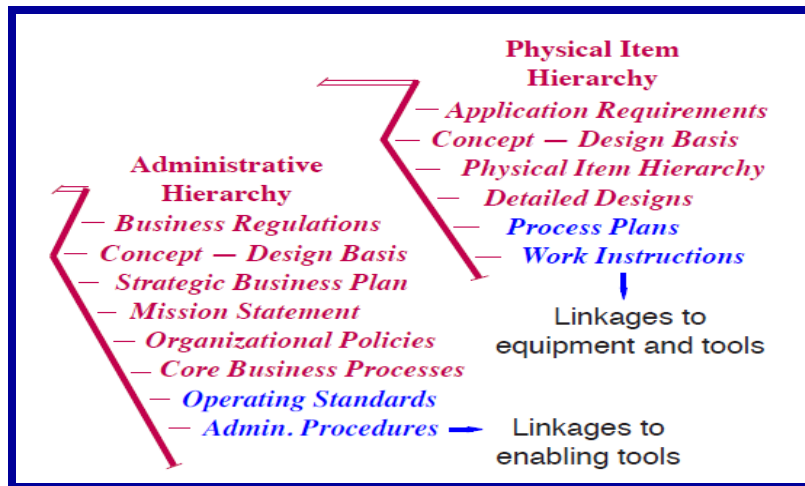 Physical Item
Hierarchy
Application Requirements
Concept — Design Basis
Physical Item Hierarchy
Detailed Designs
Process Plans
Work Instructions
Linkages to
equipment and tools
Administrative
Hierarchy
Business Regulations
Concept — Design Basis
Strategic Business Plan
Mission Statement
Organizational Policies
Core Business Processes
Operating Standards
Admin. Procedures
Linkages to
enabling tools